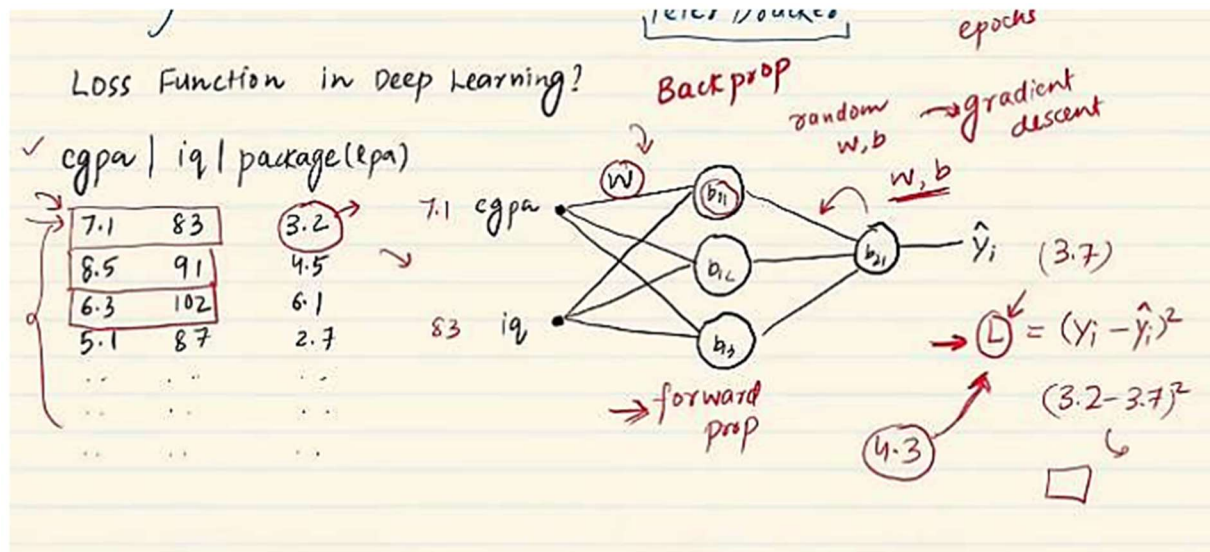 epochs
Loss Function in Deep Learning?
Backprop
random
w,b
→gradient
descent
✓ cgpa | iq | package(lpa)
W
w,b
7.1 83 3.2
8.5 91 4.5
6.3 102 6.1
5.1 87 2.7
.. .. ..
.. .. ..
.. .. ..
7.1 cgpa
83 iq
b11
b12
b13
b21
ŷi (3.7)
L = (yi - ŷi)²
(3.2-3.7)²
4.3
→ forward
prop